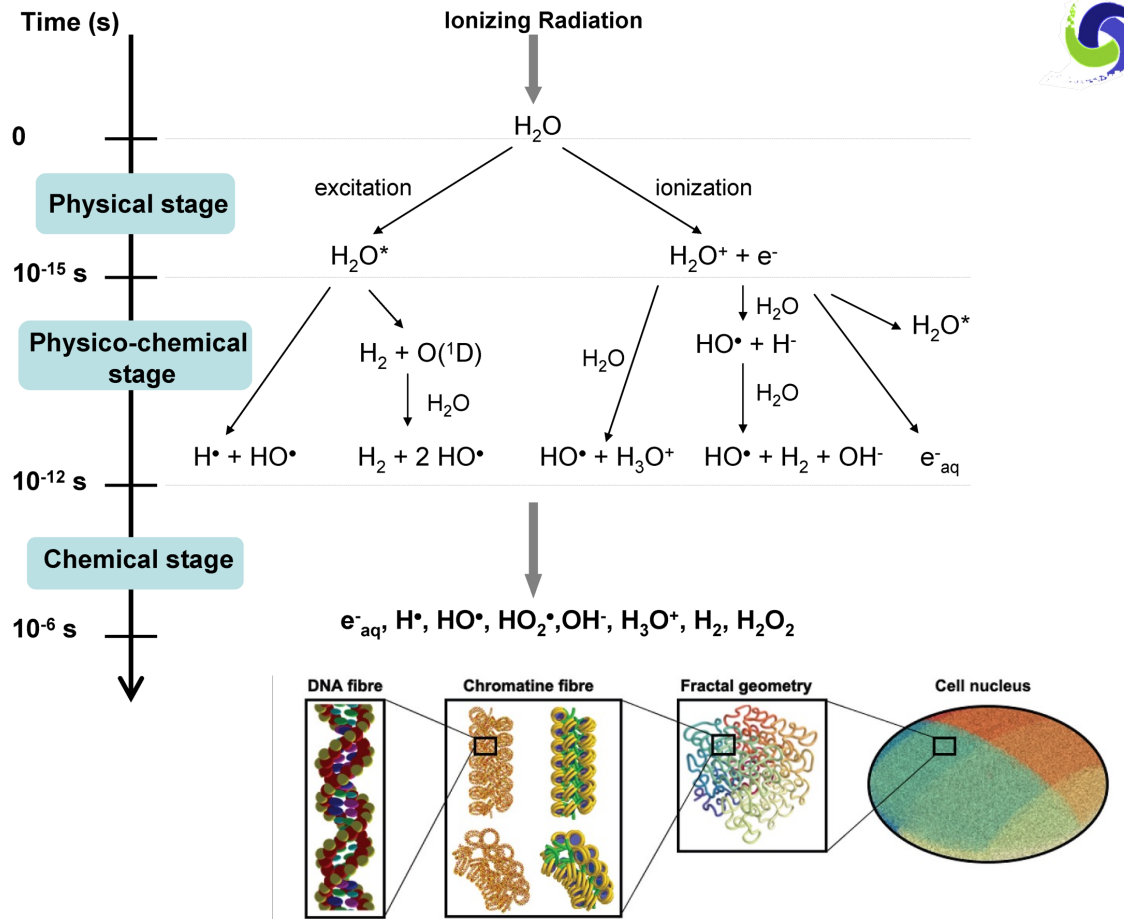 Time (s)
Ionizing Radiation
0
H₂O
excitation
ionization
Physical stage
H₂O*
H₂O⁺ + e⁻
10⁻¹⁵ s
H₂O
H₂O*
Physico-chemical
stage
H₂ + O(¹D)
H₂O
HO• + H⁻
H₂O
H₂O
H• + HO•
H₂ + 2 HO•
HO• + H₃O⁺
HO• + H₂ + OH⁻
e⁻aq
10⁻¹² s
Chemical stage
10⁻⁶ s
e⁻aq, H•, HO•, HO₂•,OH⁻, H₃O⁺, H₂, H₂O₂
DNA fibre
Chromatine fibre
Fractal geometry
Cell nucleus